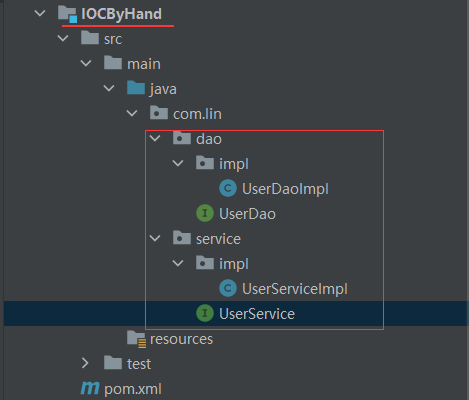 IOCByHand
src
main
java
com.lin
dao
impl
C UserDaoImpl
I UserDao
service
impl
C UserServiceImpl
I UserService
resources
test
m pom.xml